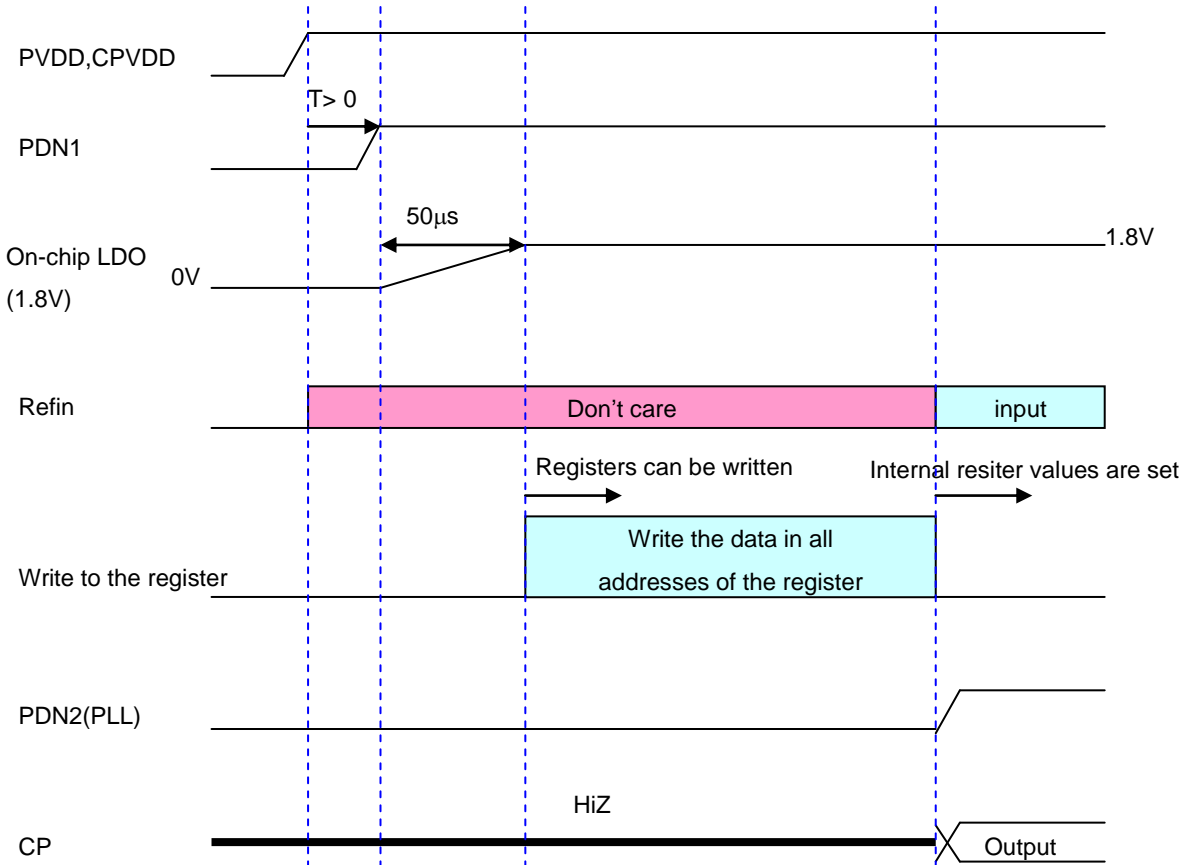 PVDD,CPVDD
T> 0
PDN1
50μs
On-chip LDO
(1.8V)
0V
1.8V
Refin
Don't care
input
Registers can be written
Internal resiter values are set
Write the data in all
addresses of the register
Write to the register
PDN2(PLL)
HiZ
CP
Output